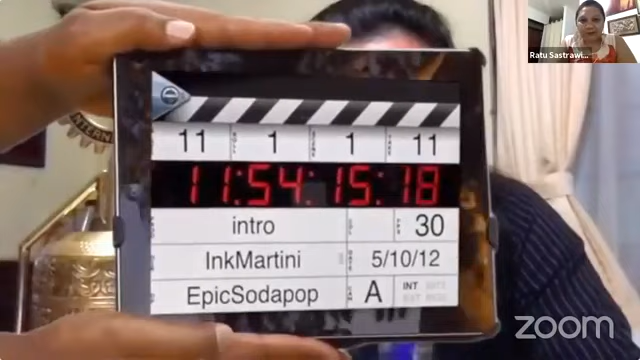 Ratu Sastrawi...
INTERN
11 1 1 11
11:54:15:18
intro 30
InkMartini 5/10/12
EpicSodapop A INT
zoom